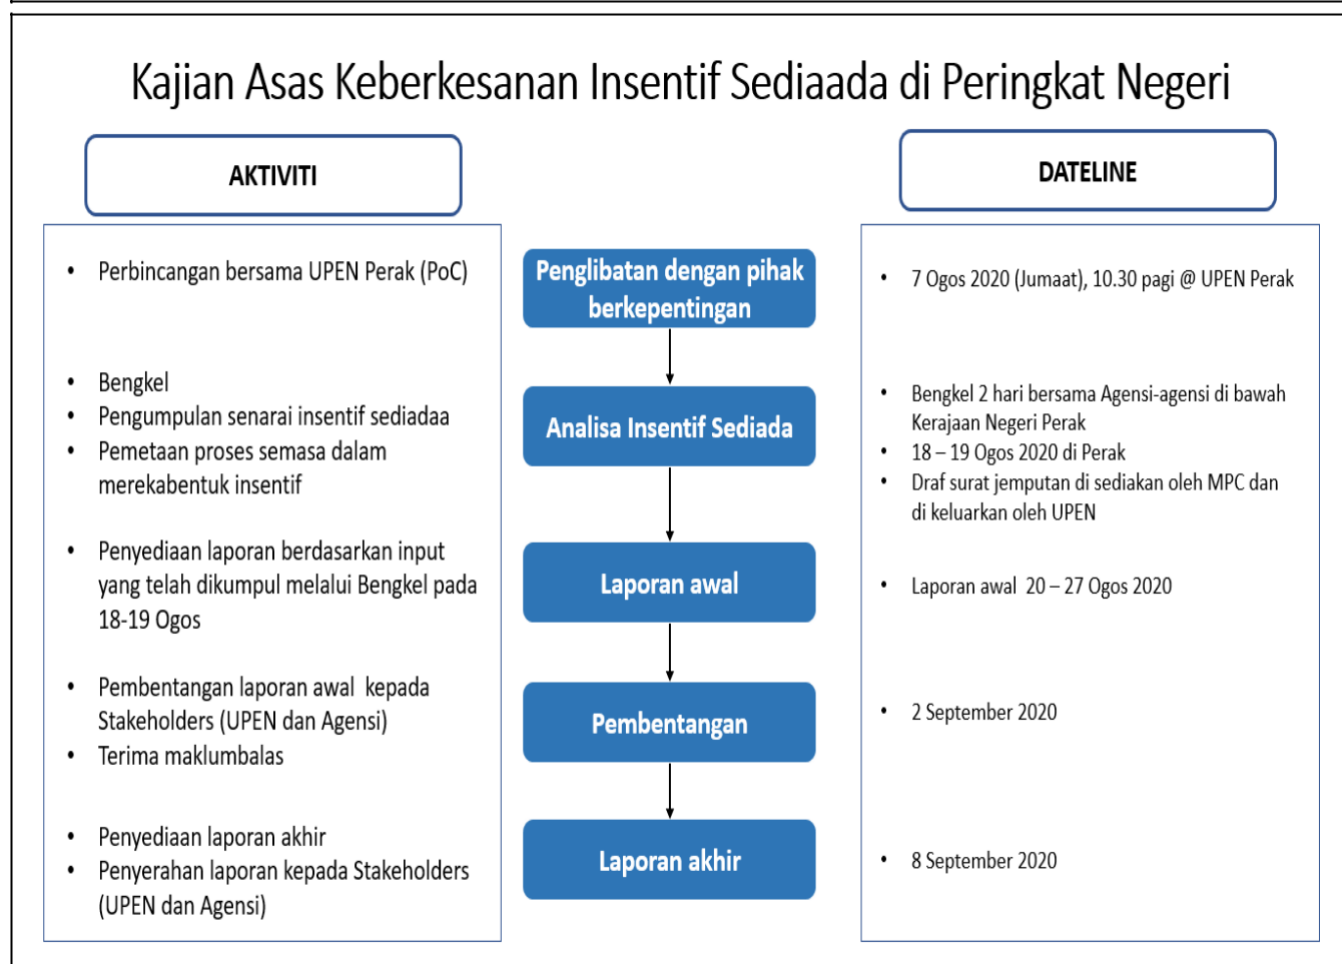 Kajian Asas Keberkesanan Insentif Sediaada di Peringkat Negeri
AKTIVITI
DATELINE
• Perbincangan bersama UPEN Perak (PoC)
Penglibatan dengan pihak
berkepentingan
• 7 Ogos 2020 (Jumaat), 10.30 pagi @ UPEN Perak
• Bengkel
• Pengumpulan senarai insentif sediadaa
• Pemetaan proses semasa dalam
merekabentuk insentif
Analisa Insentif Sediada
• Bengkel 2 hari bersama Agensi-agensi di bawah
Kerajaan Negeri Perak
• 18 – 19 Ogos 2020 di Perak
• Draf surat jemputan di sediakan oleh MPC dan
di keluarkan oleh UPEN
• Penyediaan laporan berdasarkan input
yang telah dikumpul melalui Bengkel pada
18-19 Ogos
Laporan awal
• Laporan awal 20 – 27 Ogos 2020
• Pembentangan laporan awal kepada
Stakeholders (UPEN dan Agensi)
• Terima maklumbalas
Pembentangan
• 2 September 2020
• Penyediaan laporan akhir
• Penyerahan laporan kepada Stakeholders
(UPEN dan Agensi)
Laporan akhir
• 8 September 2020